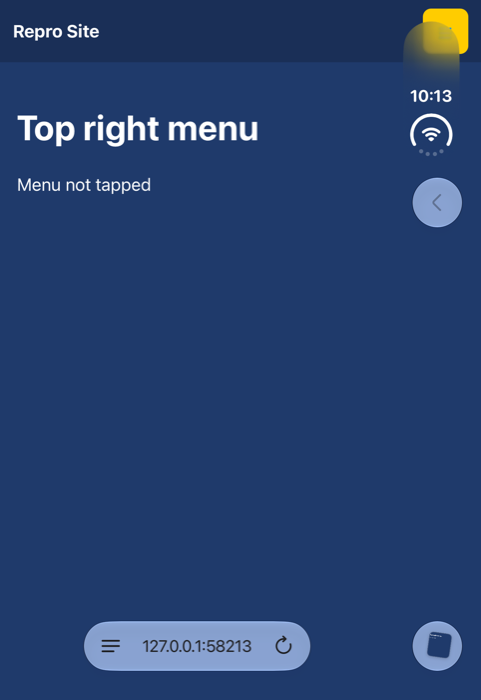 Repro Site
10:13
Top right menu
Menu not tapped
127.0.0.1:58213